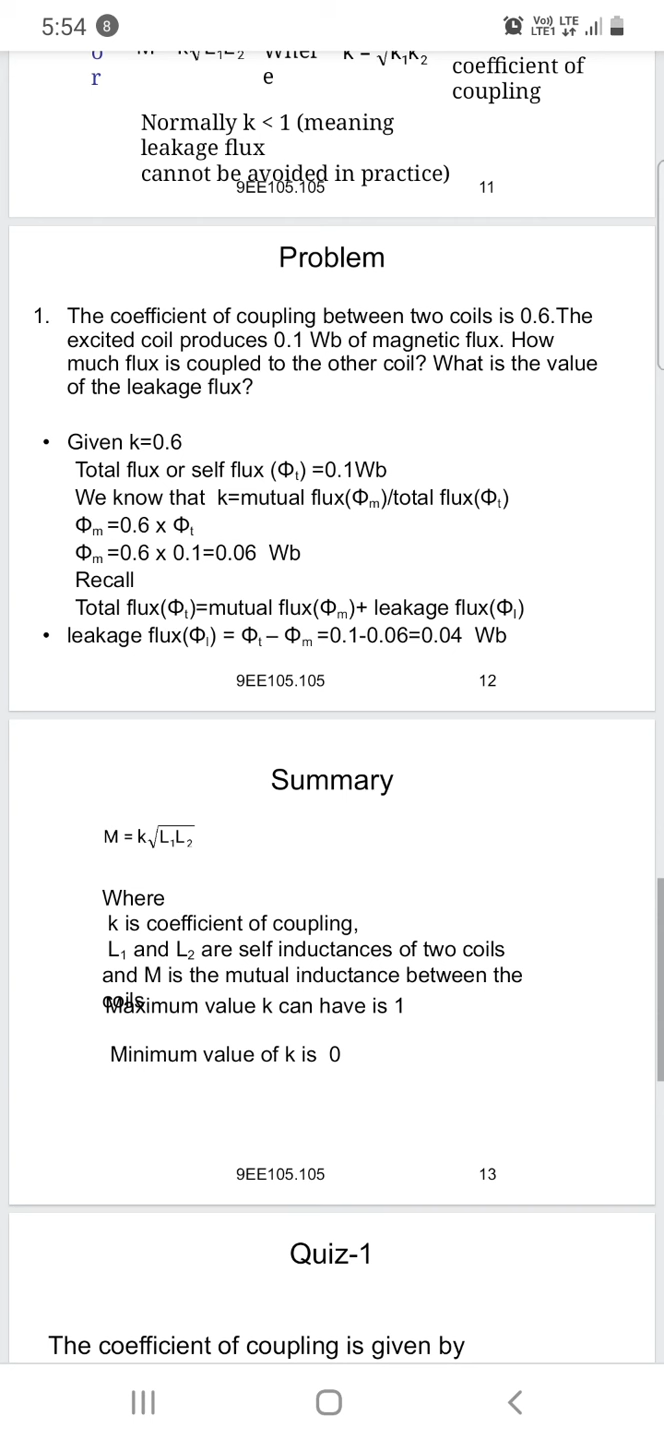 5:54 8 Vo)) LTE
LTE1
o
r
M = k√L₁L₂ Wher
e
k = √K₁K₂
coefficient of
coupling
Normally k < 1 (meaning
leakage flux
cannot be avoided in practice)
9EE105.105 11
Problem
1. The coefficient of coupling between two coils is 0.6.The
excited coil produces 0.1 Wb of magnetic flux. How
much flux is coupled to the other coil? What is the value
of the leakage flux?
• Given k=0.6
Total flux or self flux (Φₜ) =0.1Wb
We know that k=mutual flux(Φₘ)/total flux(Φₜ)
Φₘ =0.6 x Φₜ
Φₘ =0.6 x 0.1=0.06 Wb
Recall
Total flux(Φₜ)=mutual flux(Φₘ)+ leakage flux(Φₗ)
• leakage flux(Φₗ) = Φₜ – Φₘ =0.1-0.06=0.04 Wb
9EE105.105 12
Summary
M = k√L₁L₂
Where
k is coefficient of coupling,
L₁ and L₂ are self inductances of two coils
and M is the mutual inductance between the
coils
Maximum value k can have is 1
Minimum value of k is 0
9EE105.105 13
Quiz-1
The coefficient of coupling is given by